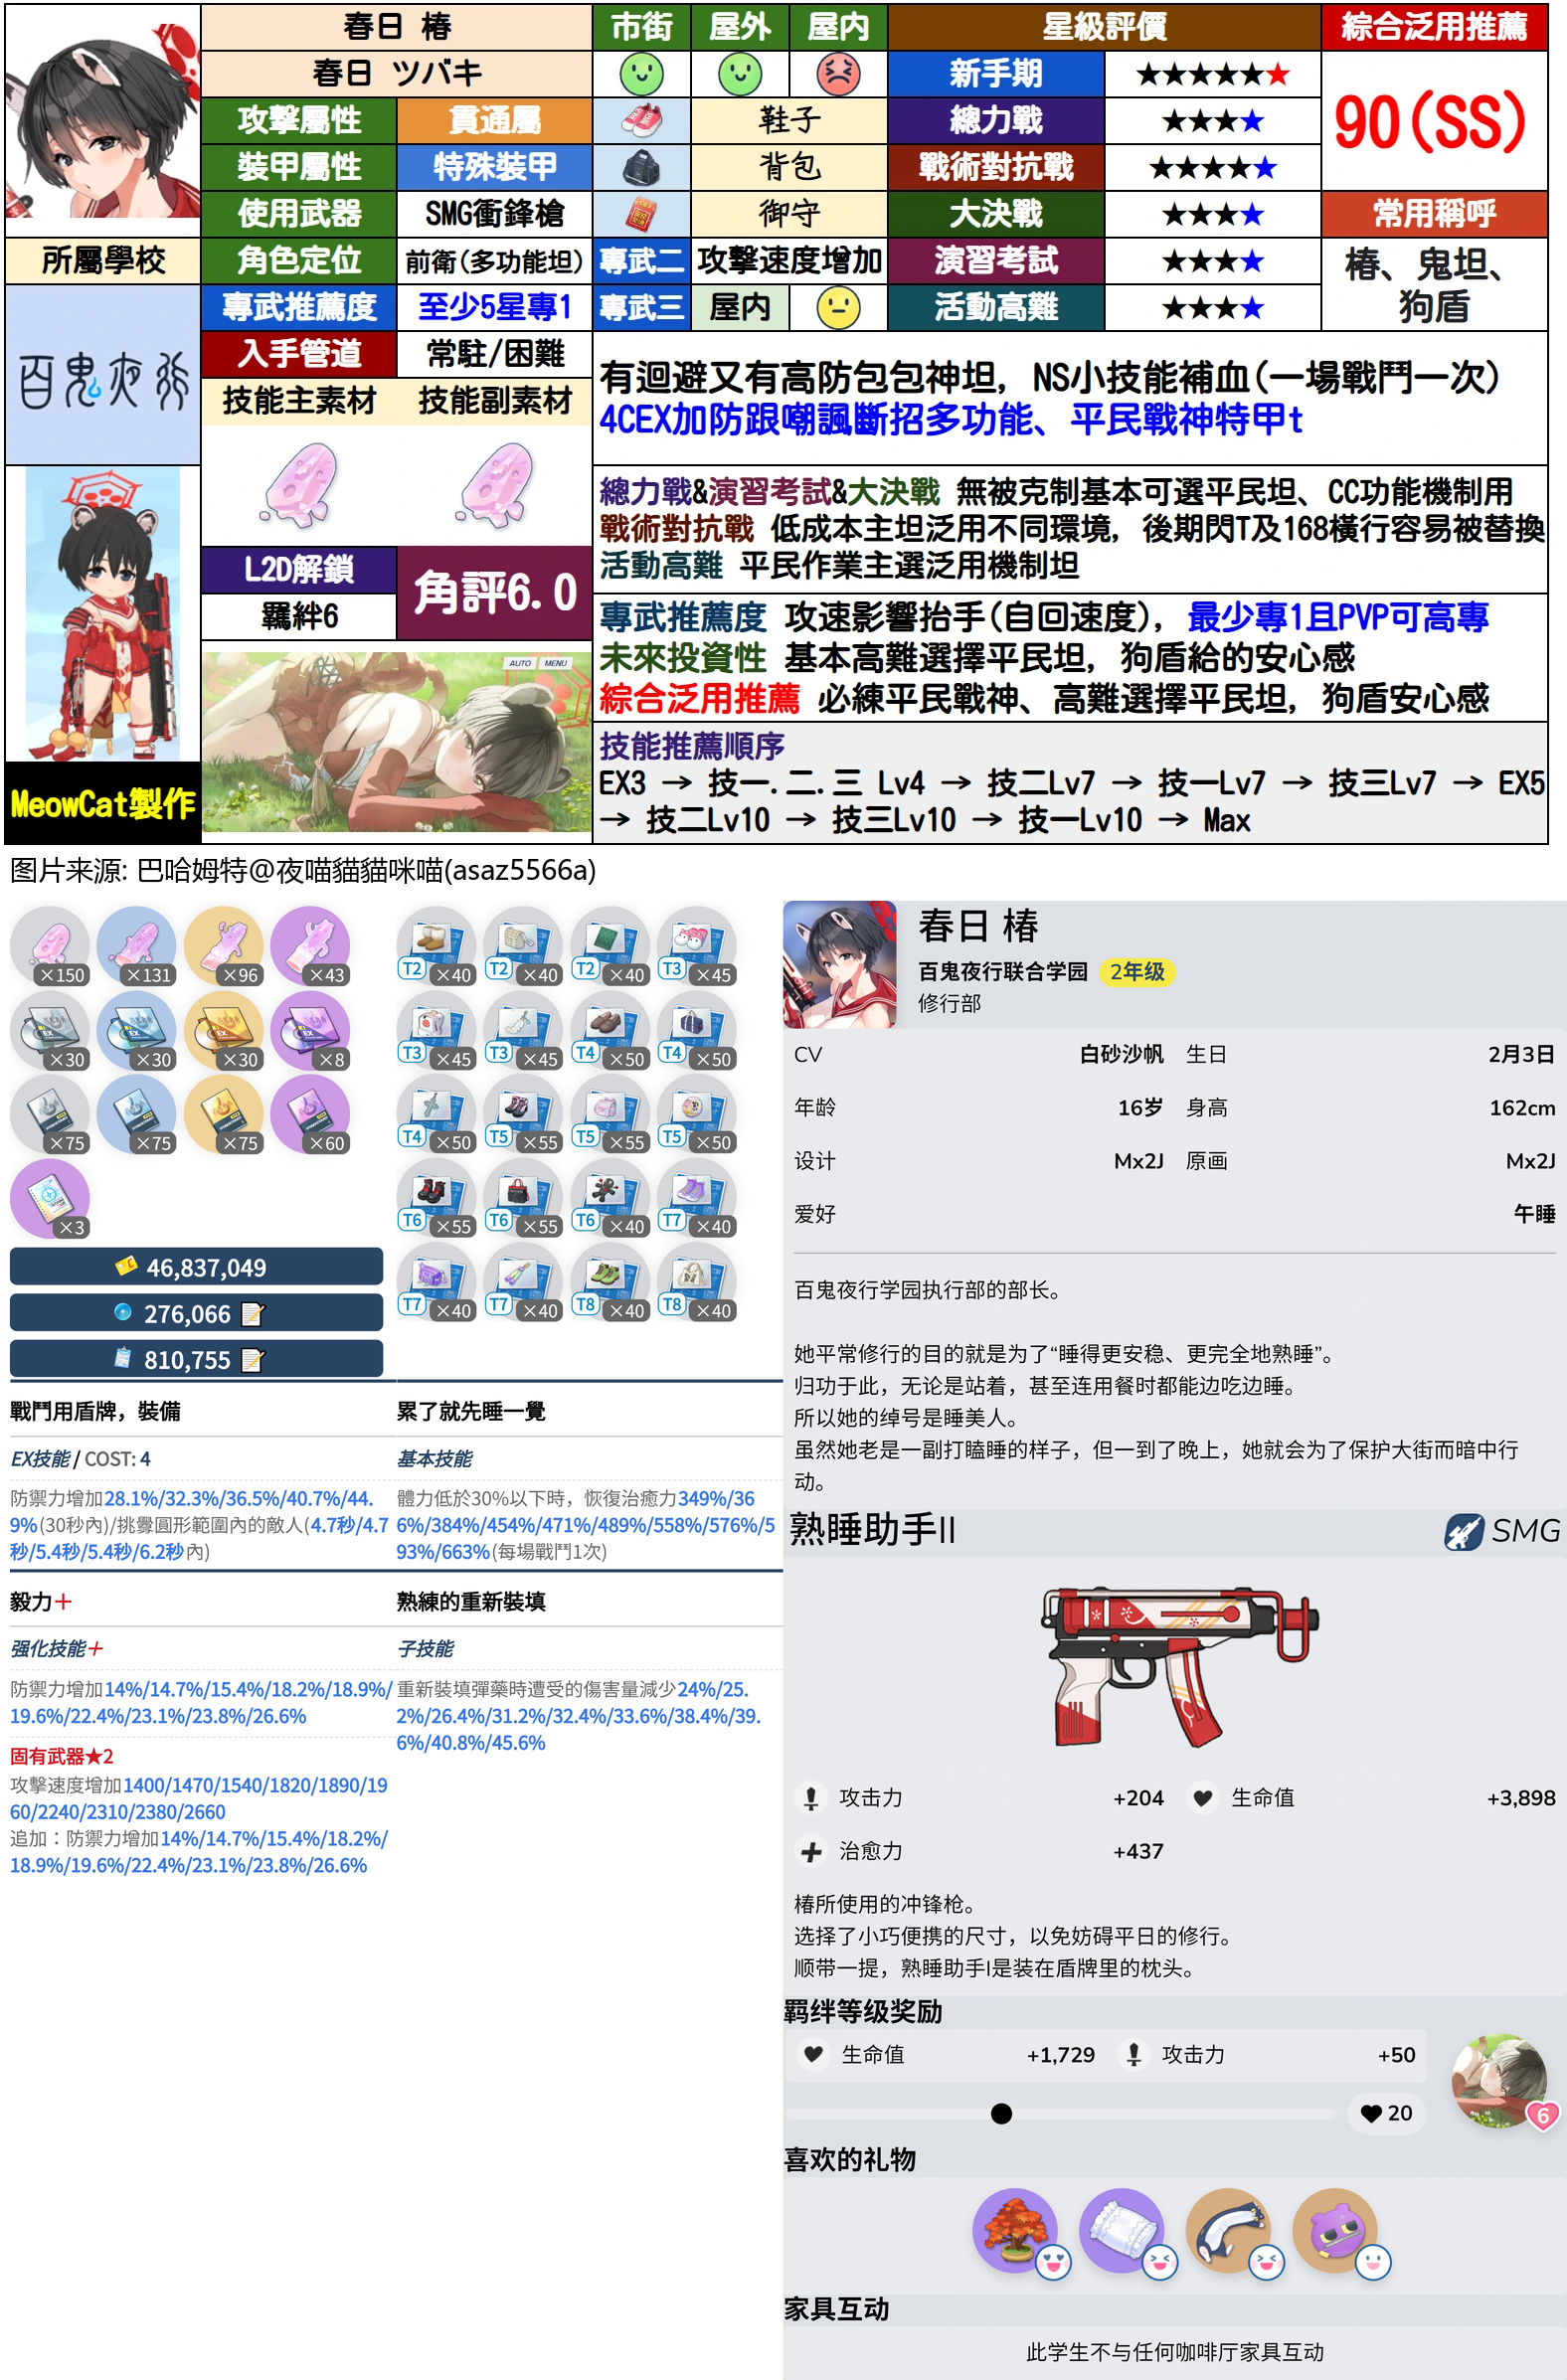 春日 椿
市街
屋外
屋内
星級評價
綜合泛用推薦
春日 ツバキ
新手期
★★★★★★
90(SS)
攻擊屬性
貫通屬
鞋子
總力戰
★★★★
裝甲屬性
特殊裝甲
背包
戰術對抗戰
★★★★★
使用武器
SMG衝鋒槍
御守
大決戰
★★★★
常用稱呼
所屬學校
角色定位
前衛(多功能坦)
專武二
攻擊速度增加
演習考試
★★★★
椿、鬼坦、
狗盾
專武推薦度
至少5星專1
專武三
屋内
活動高難
★★★★
百鬼夜行
入手管道
常駐/困難
技能主素材
技能副素材
有迴避又有高防包包神坦, NS小技能補血(一場戰鬥一次)
4CEX加防跟嘲諷斷招多功能、平民戰神特甲t
總力戰&演習考試&大決戰 無被克制基本可選平民坦、CC功能機制用
戰術對抗戰 低成本主坦泛用不同環境, 後期閃T及168橫行容易被替換
活動高難 平民作業主選泛用機制坦
L2D解鎖
角評6.0
羈絆6
專武推薦度 攻速影響抬手(自回速度), 最少專1且PVP可高專
未來投資性 基本高難選擇平民坦, 狗盾給的安心感
綜合泛用推薦 必練平民戰神、高難選擇平民坦, 狗盾安心感
AUTO
MENU
技能推薦順序
EX3 → 技一.二.三 Lv4 → 技二Lv7 → 技一Lv7 → 技三Lv7 → EX5
→ 技二Lv10 → 技三Lv10 → 技一Lv10 → Max
MeowCat製作
图片来源: 巴哈姆特@夜喵貓貓咪喵(asaz5566a)
×150
×131
×96
×43
EX
×30
EX
×30
EX
×30
EX
×8
×75
×75
×75
×60
×3
46,837,049
276,066
810,755
T2 ×40
T2 ×40
T2 ×40
T3 ×45
T3 ×45
T3 ×45
T4 ×50
T4 ×50
T4 ×50
T5 ×55
T5 ×55
T5 ×50
T6 ×55
T6 ×55
T6 ×40
T7 ×40
T7 ×40
T7 ×40
T8 ×40
T8 ×40
戰鬥用盾牌，裝備
EX技能 / COST: 4
防禦力增加28.1%/32.3%/36.5%/40.7%/44.
9%(30秒內)/挑釁圓形範圍內的敵人(4.7秒/4.7
秒/5.4秒/5.4秒/6.2秒內)
累了就先睡一覺
基本技能
體力低於30%以下時，恢復治癒力349%/36
6%/384%/454%/471%/489%/558%/576%/5
93%/663%(每場戰鬥1次)
毅力+
强化技能+
防禦力增加14%/14.7%/15.4%/18.2%/18.9%/
19.6%/22.4%/23.1%/23.8%/26.6%
固有武器★2
攻擊速度增加1400/1470/1540/1820/1890/19
60/2240/2310/2380/2660
追加：防禦力增加14%/14.7%/15.4%/18.2%/
18.9%/19.6%/22.4%/23.1%/23.8%/26.6%
熟練的重新裝填
子技能
重新裝填彈藥時遭受的傷害量減少24%/25.
2%/26.4%/31.2%/32.4%/33.6%/38.4%/39.
6%/40.8%/45.6%
春日 椿
百鬼夜行联合学园 2年级
修行部
CV 白砂沙帆 生日 2月3日
年龄 16岁 身高 162cm
设计 Mx2J 原画 Mx2J
爱好 午睡
百鬼夜行学园执行部的部长。
她平常修行的目的就是为了“睡得更安稳、更完全地熟睡”。
归功于此，无论是站着，甚至连用餐时都能边吃边睡。
所以她的绰号是睡美人。
虽然她老是一副打瞌睡的样子，但一到了晚上，她就会为了保护大街而暗中行
动。
熟睡助手II
SMG
攻击力 +204 生命值 +3,898
治愈力 +437
椿所使用的冲锋枪。
选择了小巧便携的尺寸，以免妨碍平日的修行。
顺带一提，熟睡助手I是装在盾牌里的枕头。
羁绊等级奖励
生命值 +1,729 攻击力 +50
20
6
喜欢的礼物
家具互动
此学生不与任何咖啡厅家具互动